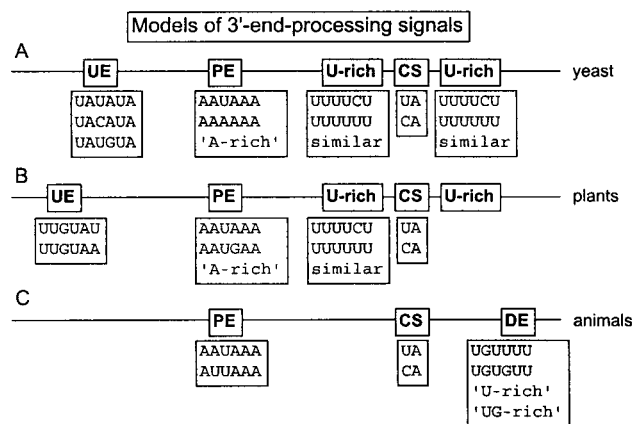 Models of 3'-end-processing signals
A
UE PE U-rich CS U-rich yeast
UAUAUA AAUAAA UUUUCU UA UUUUCU
UACAUA AAAAAA UUUUUU CA UUUUUU
UAUGUA 'A-rich' similar similar
B
UE PE U-rich CS U-rich plants
UUGUAU AAUAAA UUUUCU UA
UUGUAA AAUGAA UUUUUU CA
'A-rich' similar
C
PE CS DE animals
AAUAAA UA UGUUUU
AUUAAA CA UGUGUU
'U-rich'
'UG-rich'